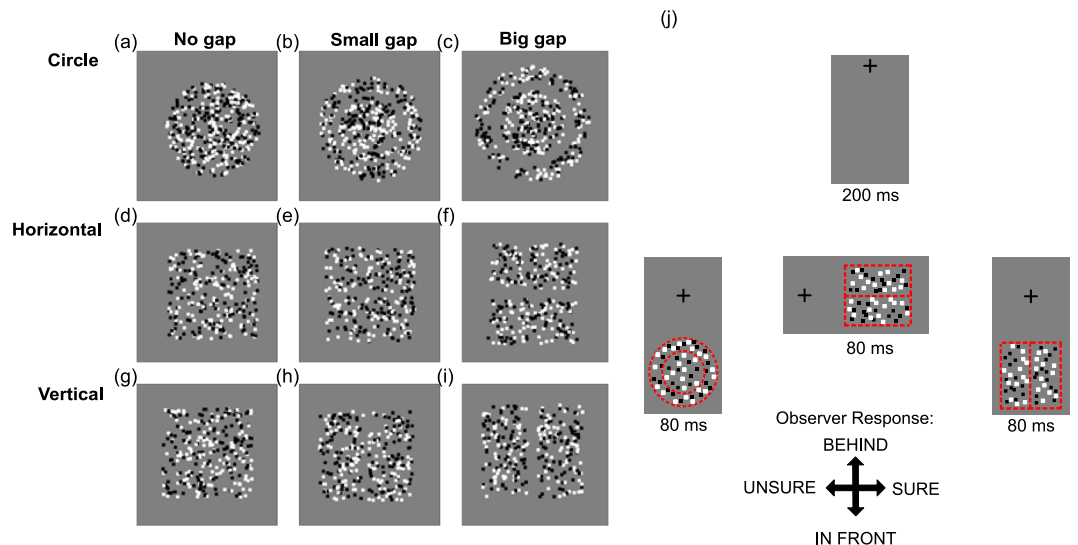 (j)
(a) No gap (b) Small gap (c) Big gap
Circle
200 ms
(d) (e) (f)
Horizontal
80 ms
(g) (h) (i)
Vertical
80 ms 80 ms
Observer Response:
BEHIND
UNSURE SURE
IN FRONT